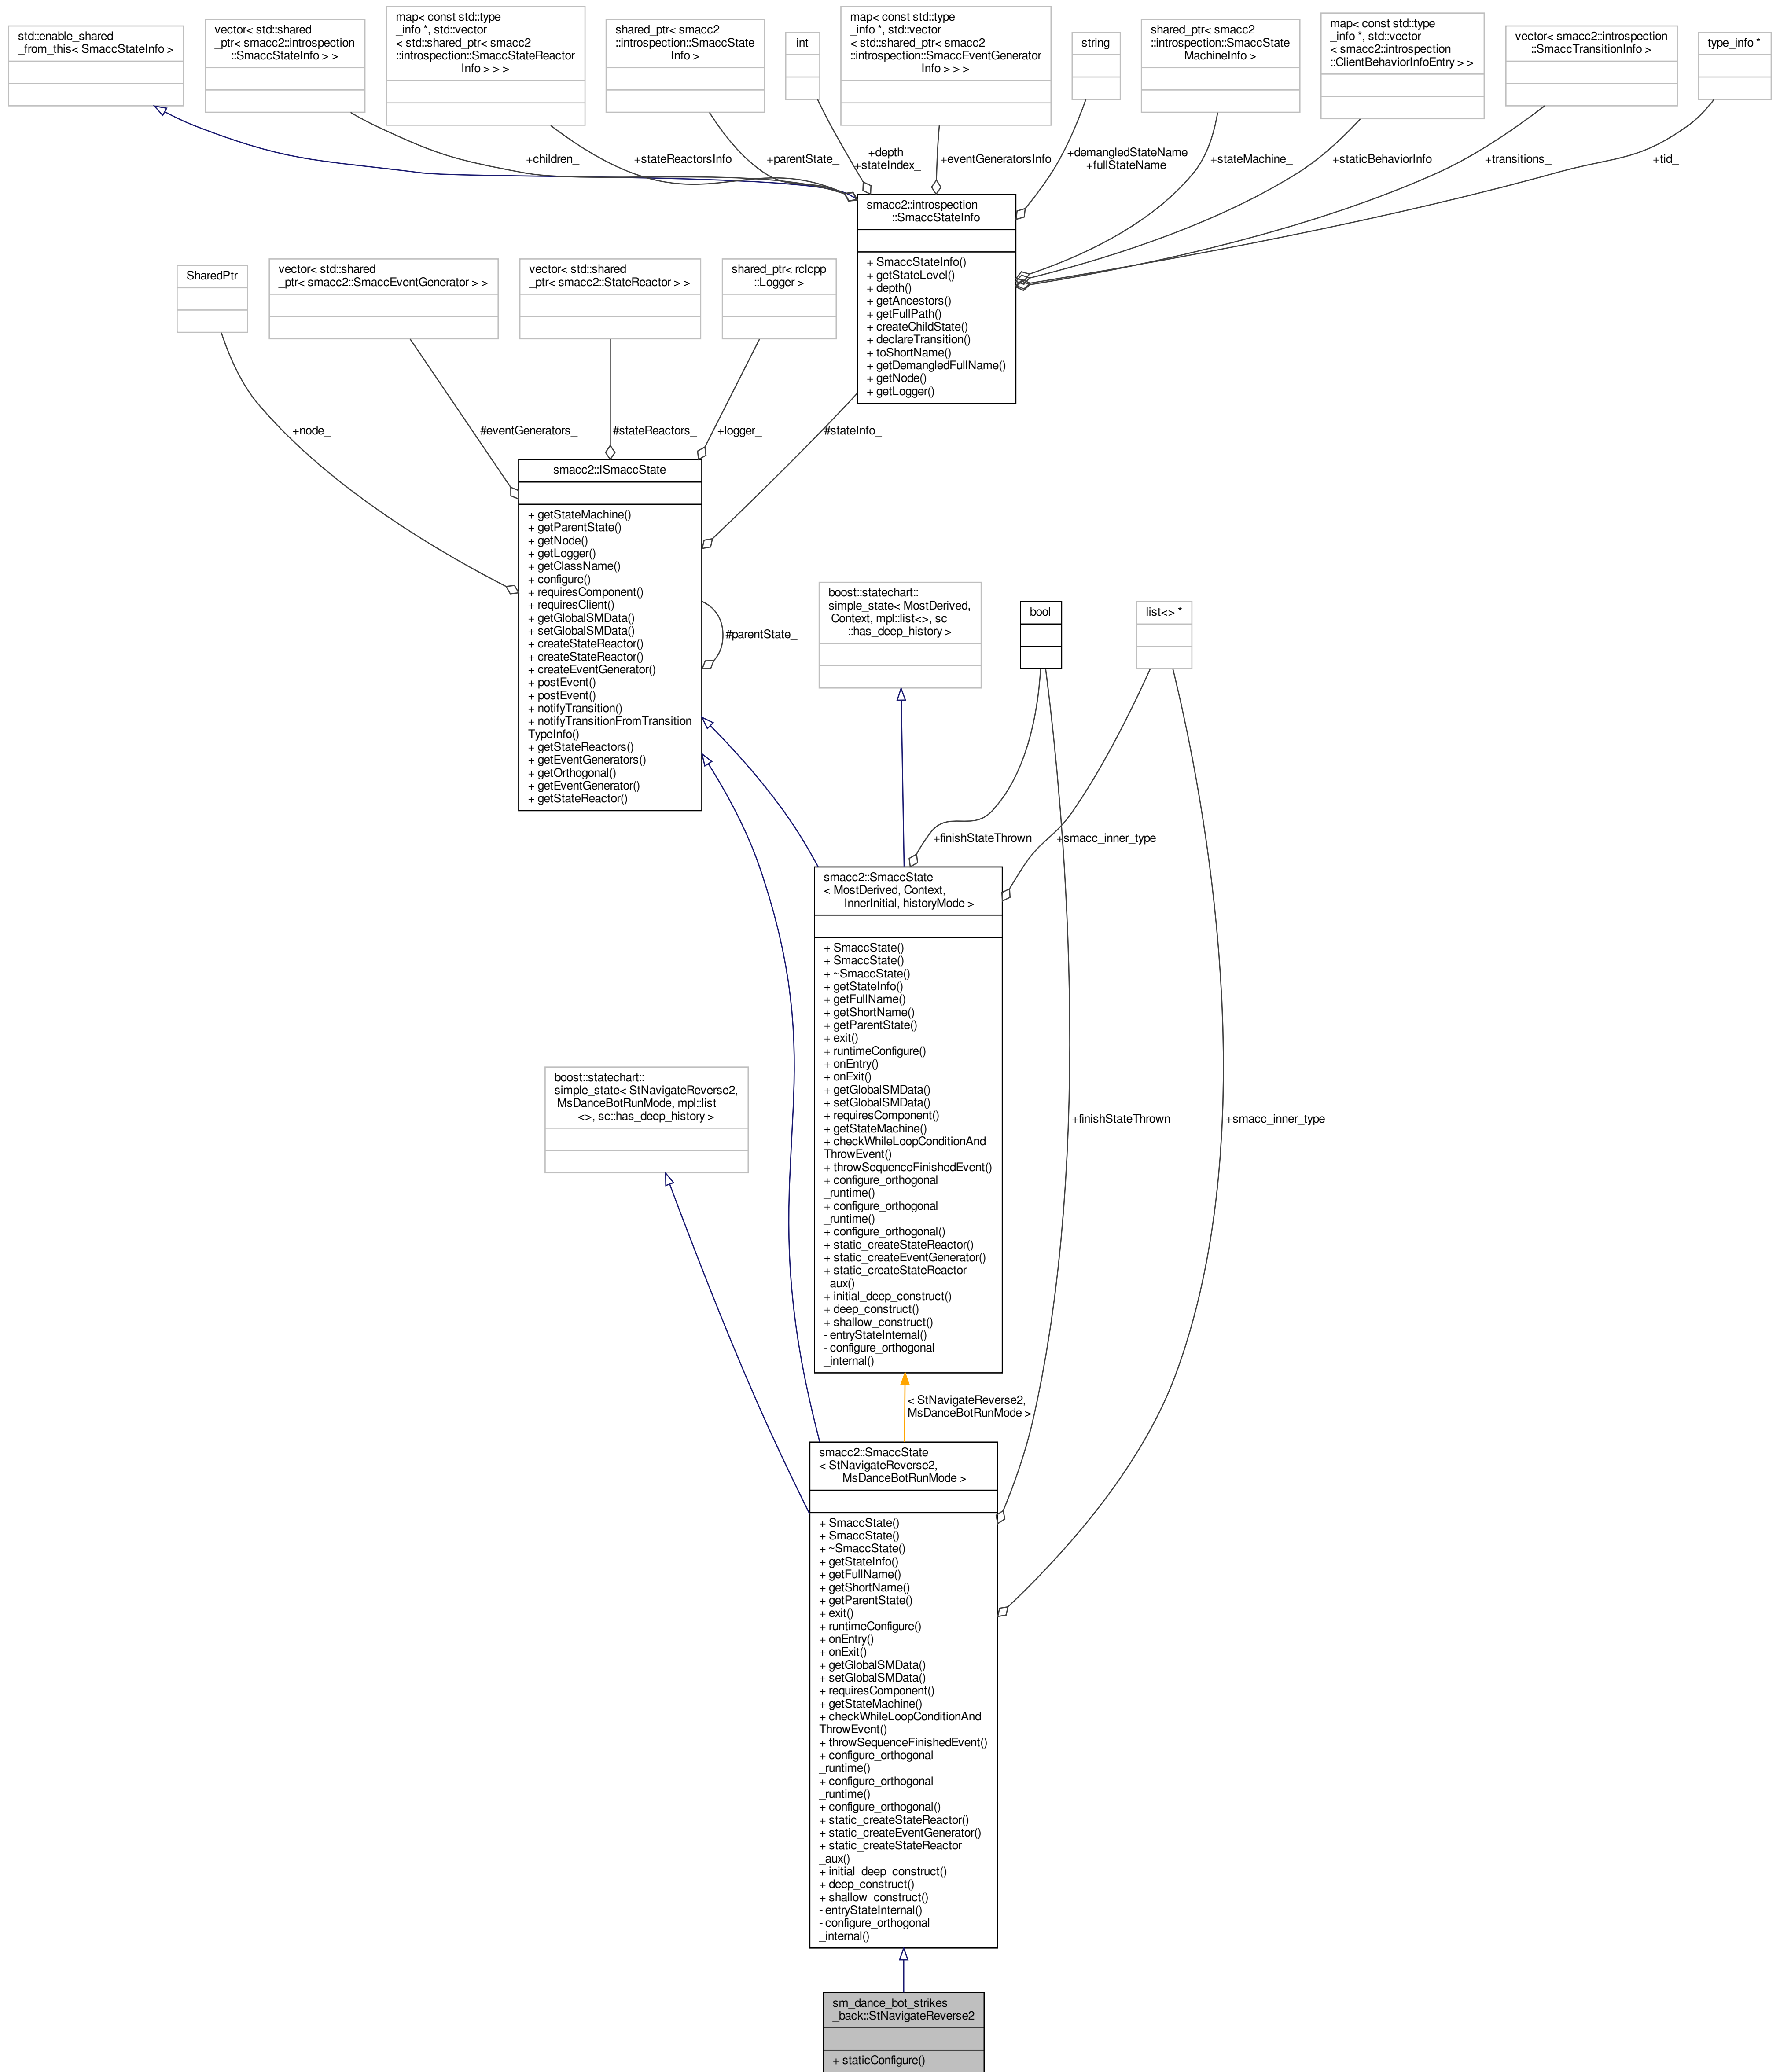 std::enable_shared
_from_this< SmaccStateInfo >
vector< std::shared
_ptr< smacc2::introspection
::SmaccStateInfo > >
map< const std::type
_info *, std::vector
< std::shared_ptr< smacc2
::introspection::SmaccStateReactor
Info > > >
shared_ptr< smacc2
::introspection::SmaccState
Info >
int
map< const std::type
_info *, std::vector
< std::shared_ptr< smacc2
::introspection::SmaccEventGenerator
Info > > >
string
shared_ptr< smacc2
::introspection::SmaccState
MachineInfo >
map< const std::type
_info *, std::vector
< smacc2::introspection
::ClientBehaviorInfoEntry > >
vector< smacc2::introspection
::SmaccTransitionInfo >
type_info *
+children_
+stateReactorsInfo
+parentState_
+depth_
+stateIndex_
+eventGeneratorsInfo
+demangledStateName
+fullStateName
+stateMachine_
+staticBehaviorInfo
+transitions_
+tid_
smacc2::introspection
::SmaccStateInfo
+ SmaccStateInfo()
+ getStateLevel()
+ depth()
+ getAncestors()
+ getFullPath()
+ createChildState()
+ declareTransition()
+ toShortName()
+ getDemangledFullName()
+ getNode()
+ getLogger()
SharedPtr
vector< std::shared
_ptr< smacc2::SmaccEventGenerator > >
vector< std::shared
_ptr< smacc2::StateReactor > >
shared_ptr< rclcpp
::Logger >
+node_
#eventGenerators_
#stateReactors_
+logger_
#stateInfo_
smacc2::ISmaccState
+ getStateMachine()
+ getParentState()
+ getNode()
+ getLogger()
+ getClassName()
+ configure()
+ requiresComponent()
+ requiresClient()
+ getGlobalSMData()
+ setGlobalSMData()
+ createStateReactor()
+ createStateReactor()
+ createEventGenerator()
+ postEvent()
+ postEvent()
+ notifyTransition()
+ notifyTransitionFromTransition
TypeInfo()
+ getStateReactors()
+ getEventGenerators()
+ getOrthogonal()
+ getEventGenerator()
+ getStateReactor()
#parentState_
boost::statechart::
simple_state< MostDerived,
Context, mpl::list<>, sc
::has_deep_history >
bool
list<> *
+finishStateThrown
+smacc_inner_type
smacc2::SmaccState
< MostDerived, Context,
InnerInitial, historyMode >
+ SmaccState()
+ SmaccState()
+ ~SmaccState()
+ getStateInfo()
+ getFullName()
+ getShortName()
+ getParentState()
+ exit()
+ runtimeConfigure()
+ onEntry()
+ onExit()
+ getGlobalSMData()
+ setGlobalSMData()
+ requiresComponent()
+ getStateMachine()
+ checkWhileLoopConditionAnd
ThrowEvent()
+ throwSequenceFinishedEvent()
+ configure_orthogonal
_runtime()
+ configure_orthogonal
_runtime()
+ configure_orthogonal()
+ static_createStateReactor()
+ static_createEventGenerator()
+ static_createStateReactor
_aux()
+ initial_deep_construct()
+ deep_construct()
+ shallow_construct()
- entryStateInternal()
- configure_orthogonal
_internal()
boost::statechart::
simple_state< StNavigateReverse2,
MsDanceBotRunMode, mpl::list
<>, sc::has_deep_history >
+finishStateThrown
+smacc_inner_type
< StNavigateReverse2,
MsDanceBotRunMode >
smacc2::SmaccState
< StNavigateReverse2,
MsDanceBotRunMode >
+ SmaccState()
+ SmaccState()
+ ~SmaccState()
+ getStateInfo()
+ getFullName()
+ getShortName()
+ getParentState()
+ exit()
+ runtimeConfigure()
+ onEntry()
+ onExit()
+ getGlobalSMData()
+ setGlobalSMData()
+ requiresComponent()
+ getStateMachine()
+ checkWhileLoopConditionAnd
ThrowEvent()
+ throwSequenceFinishedEvent()
+ configure_orthogonal
_runtime()
+ configure_orthogonal
_runtime()
+ configure_orthogonal()
+ static_createStateReactor()
+ static_createEventGenerator()
+ static_createStateReactor
_aux()
+ initial_deep_construct()
+ deep_construct()
+ shallow_construct()
- entryStateInternal()
- configure_orthogonal
_internal()
sm_dance_bot_strikes
_back::StNavigateReverse2
+ staticConfigure()